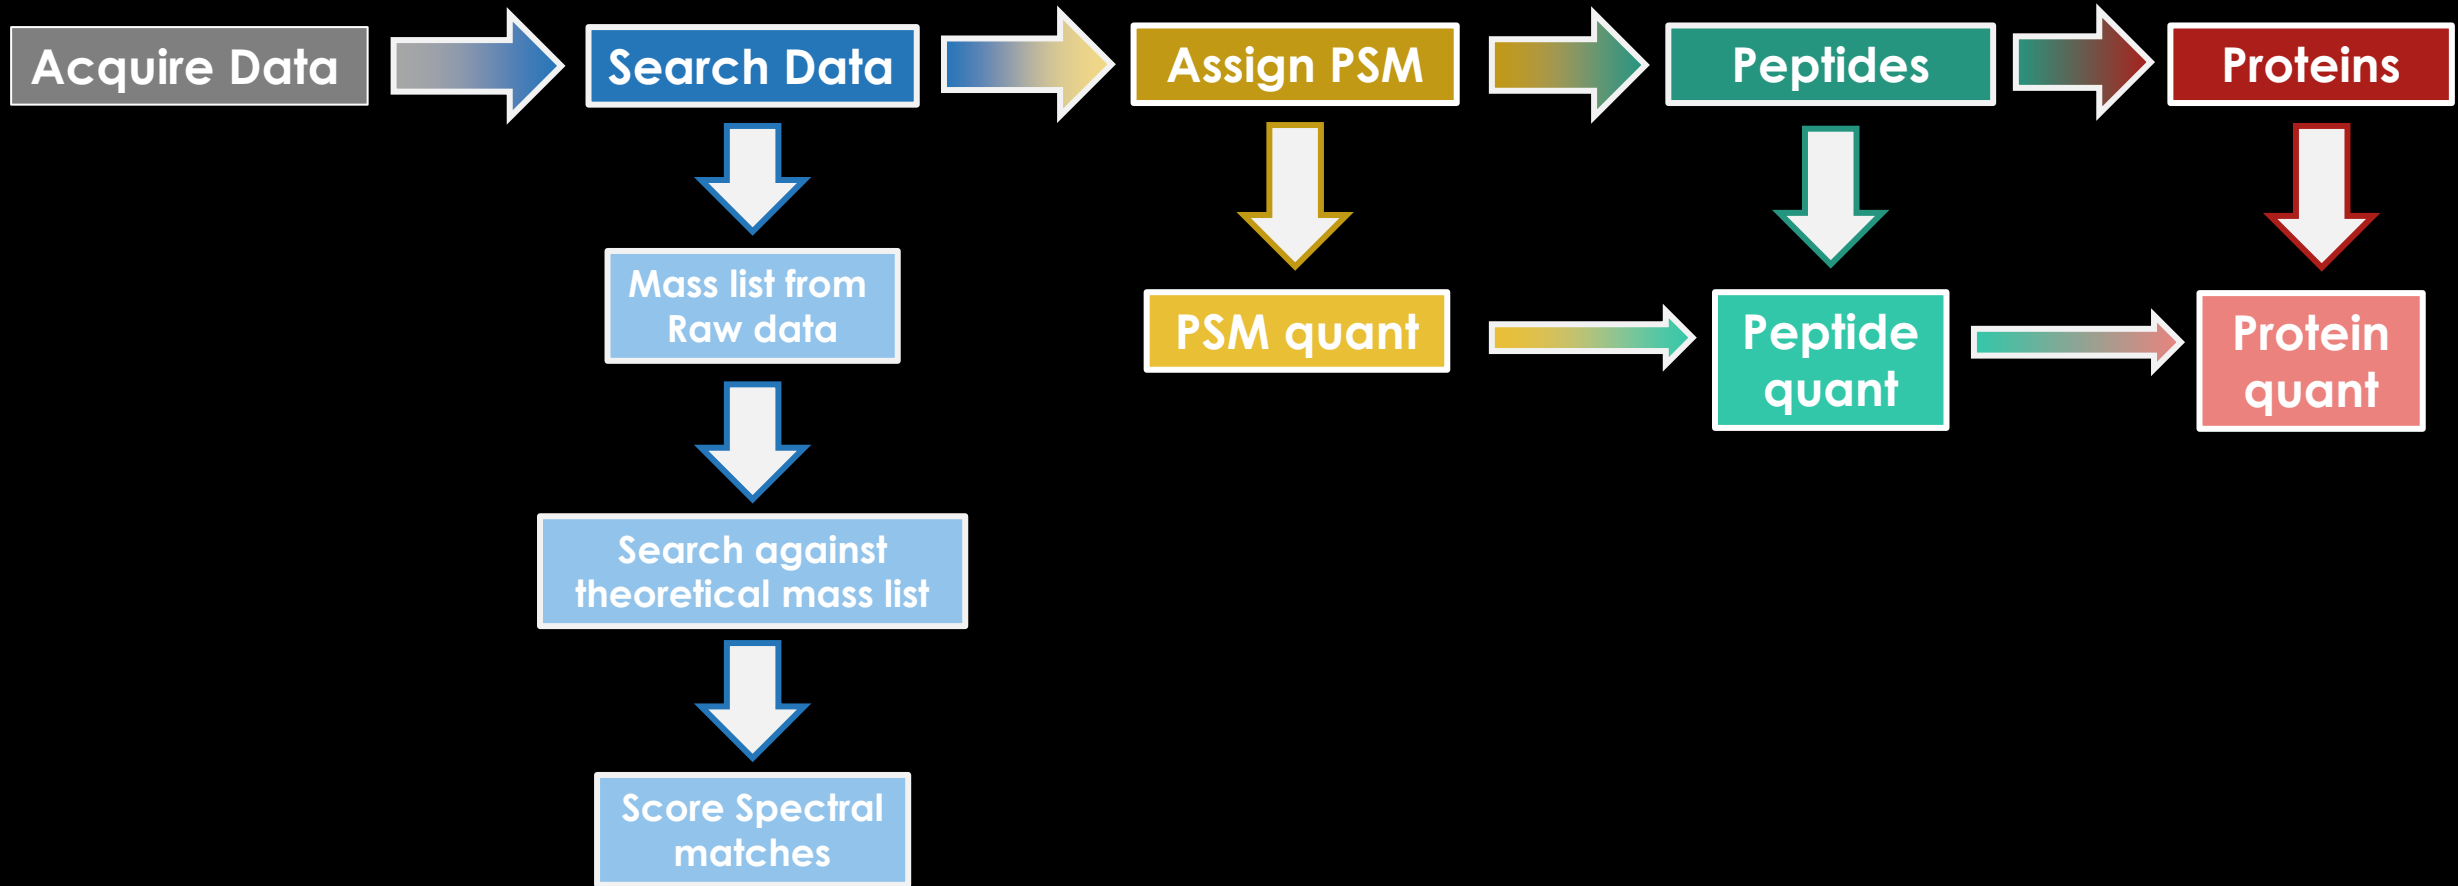 Acquire Data
Search Data
Assign PSM
Peptides
Proteins
Mass list from
Raw data
Search against
theoretical mass list
Score Spectral
matches
PSM quant
Peptide
quant
Protein
quant